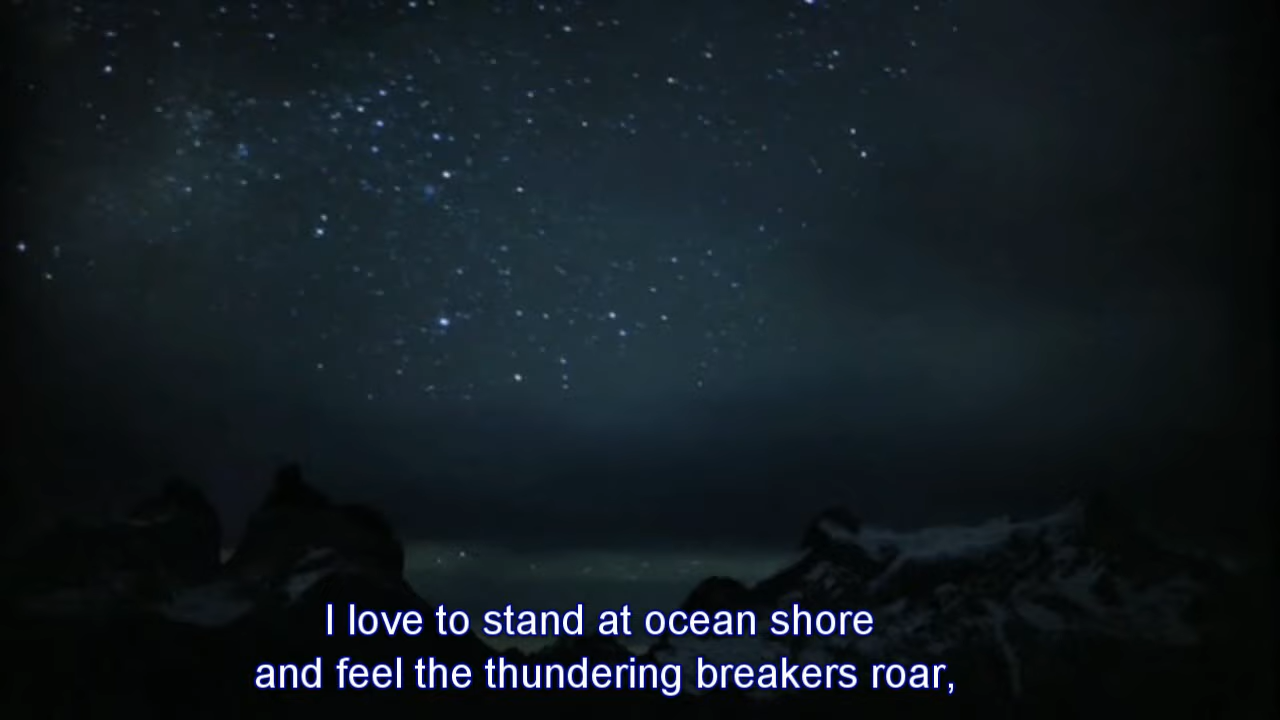 I love to stand at ocean shore
and feel the thundering breakers roar,